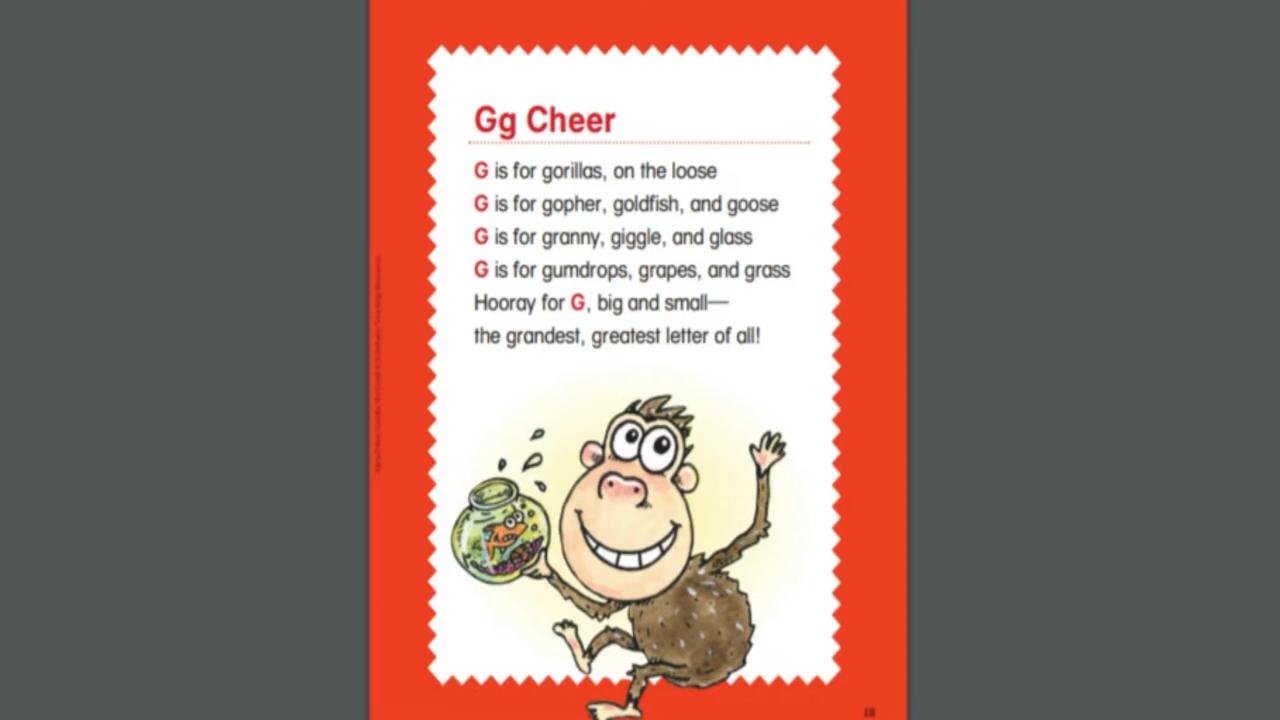 Gg Cheer
G is for gorillas, on the loose
G is for gopher, goldfish, and goose
G is for granny, giggle, and glass
G is for gumdrops, grapes, and grass
Hooray for G, big and small—
the grandest, greatest letter of all!